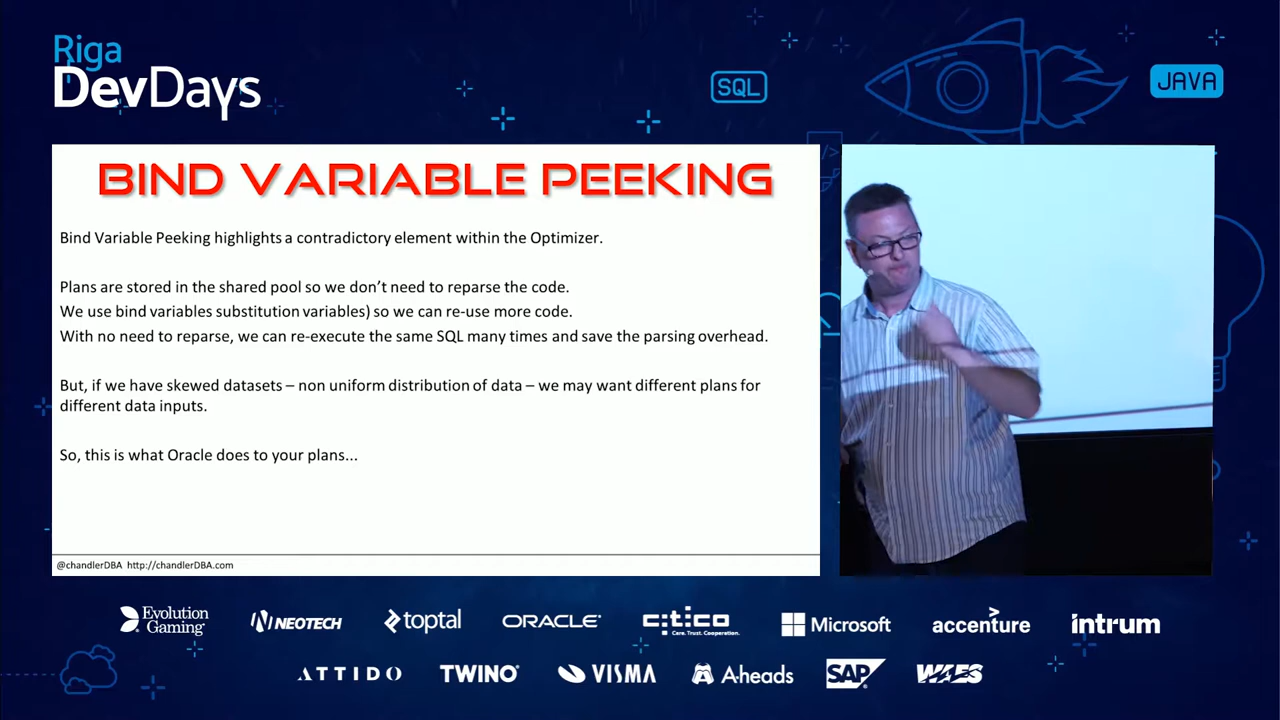 Riga
DevDays
SQL
</>
JAVA
BIND VARIABLE PEEKING
Bind Variable Peeking highlights a contradictory element within the Optimizer.
Plans are stored in the shared pool so we don't need to reparse the code.
We use bind variables substitution variables) so we can re-use more code.
With no need to reparse, we can re-execute the same SQL many times and save the parsing overhead.
But, if we have skewed datasets – non uniform distribution of data – we may want different plans for
different data inputs.
So, this is what Oracle does to your plans...
@chandlerDBA http://chandlerDBA.com
Evolution
Gaming
NEOTECH
toptal
ORACLE
citco
Care. Trust. Cooperation.
Microsoft
accenture
intrum
ATTIDO
TWINO
VISMA
A-heads
SAP
WAES